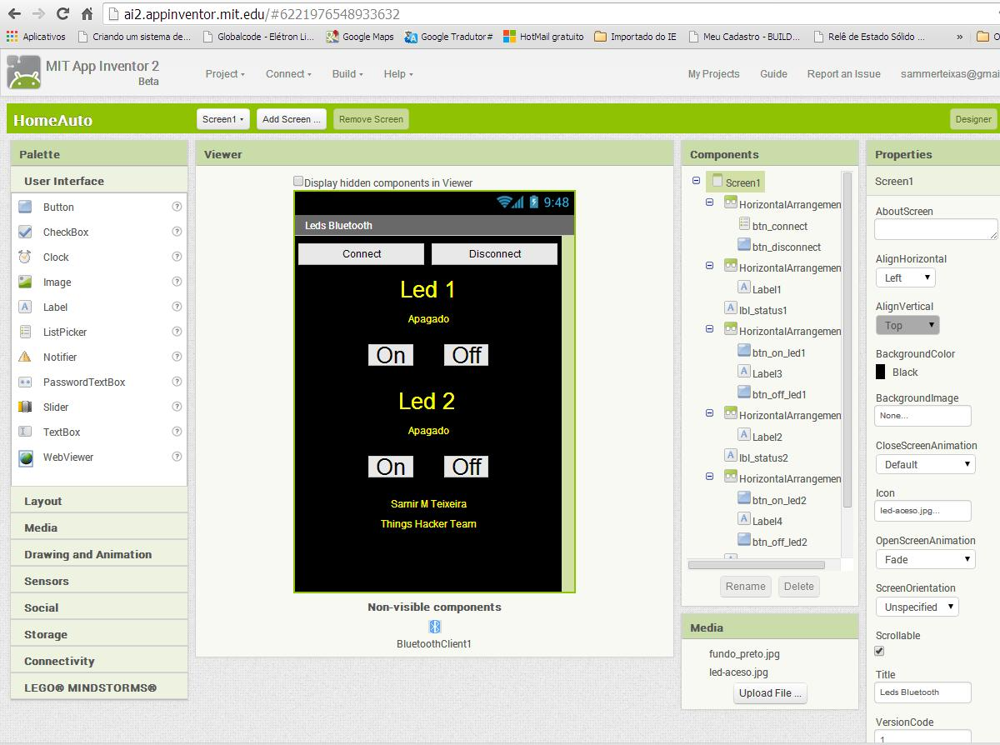 ai2.appinventor.mit.edu/#6221976548933632
Aplicativos Criando um sistema de... Globalcode - Elétron Li... Google Maps Google Tradutor# HotMail gratuito Importado do IE Meu Cadastro - BUILD... Relê de Estado Sólido ... » O
MIT App Inventor 2
Beta
Project Connect Build Help My Projects Guide Report an Issue sammerteixas@gmai
HomeAuto Screen1 Add Screen ... Remove Screen Designer
Palette
User Interface
Button ?
CheckBox ?
Clock ?
Image ?
Label ?
ListPicker ?
Notifier ?
PasswordTextBox ?
Slider ?
TextBox ?
WebViewer ?
Layout
Media
Drawing and Animation
Sensors
Social
Storage
Connectivity
LEGO® MINDSTORMS®
Viewer
Display hidden components in Viewer
9:48
Leds Bluetooth
Connect Disconnect
Led 1
Apagado
On Off
Led 2
Apagado
On Off
Samir M Teixeira
Things Hacker Team
Non-visible components
BluetoothClient1
Components
Screen1
HorizontalArrangemen
btn_connect
btn_disconnect
HorizontalArrangemen
Label1
lbl_status1
HorizontalArrangemen
btn_on_led1
Label3
btn_off_led1
HorizontalArrangemen
Label2
lbl_status2
HorizontalArrangemen
btn_on_led2
Label4
btn_off_led2
Rename Delete
Media
fundo_preto.jpg
led-aceso.jpg
Upload File ...
Properties
Screen1
AboutScreen
AlignHorizontal
Left
AlignVertical
Top
BackgroundColor
Black
BackgroundImage
None...
CloseScreenAnimation
Default
Icon
led-aceso.jpg...
OpenScreenAnimation
Fade
ScreenOrientation
Unspecified
Scrollable
Title
Leds Bluetooth
VersionCode
1